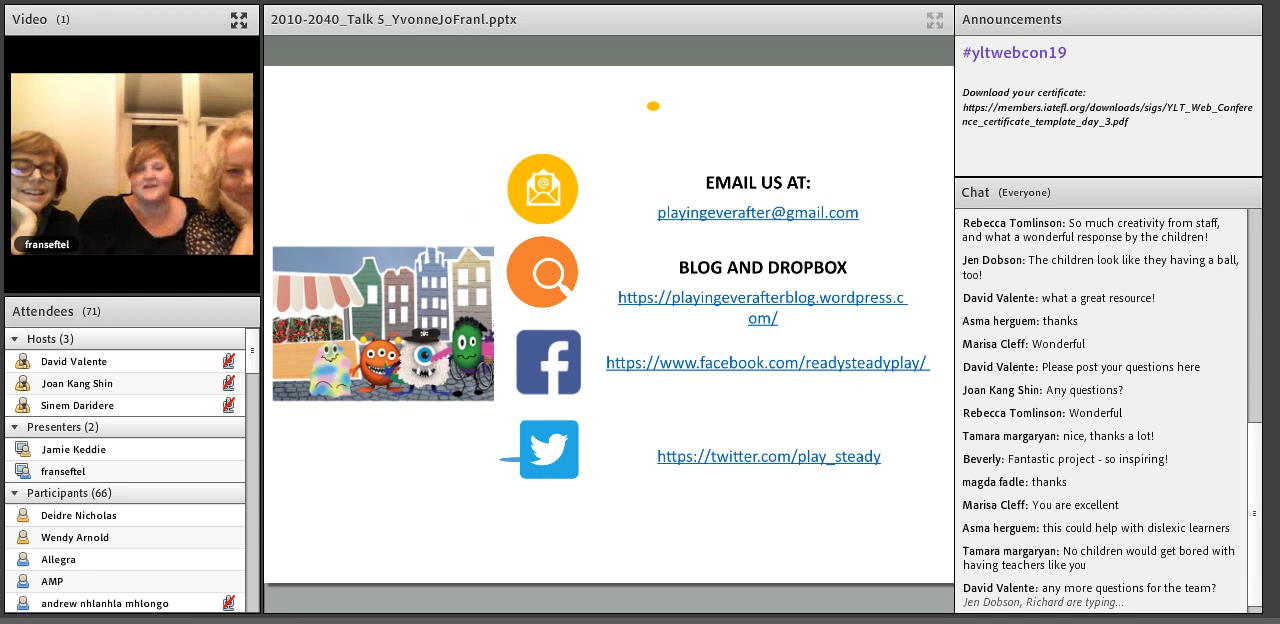 Video (1)
franseftel
Attendees (71)
Hosts (3)
David Valente
Joan Kang Shin
Sinem Daridere
Presenters (2)
Jamie Keddie
franseftel
Participants (66)
Deidre Nicholas
Wendy Arnold
Allegra
AMP
andrew nhlanhla mhlongo
2010-2040_Talk 5_YvonneJoFranl.pptx
EMAIL US AT:
playingeverafter@gmail.com
BLOG AND DROPBOX
https://playingeverafterblog.wordpress.c
om/
https://www.facebook.com/readysteadyplay/
https://twitter.com/play_steady
Announcements
#yltwebcon19
Download your certificate:
https://members.iatefl.org/downloads/sigs/YLT_Web_Confere
nce_certificate_template_day_3.pdf
Chat (Everyone)
Rebecca Tomlinson: So much creativity from staff,
and what a wonderful response by the children!
Jen Dobson: The children look like they having a ball,
too!
David Valente: what a great resource!
Asma herguem: thanks
Marisa Cleff: Wonderful
David Valente: Please post your questions here
Joan Kang Shin: Any questions?
Rebecca Tomlinson: Wonderful
Tamara margaryan: nice, thanks a lot!
Beverly: Fantastic project - so inspiring!
magda fadle: thanks
Marisa Cleff: You are excellent
Asma herguem: this could help with dislexic learners
Tamara margaryan: No children would get bored with
having teachers like you
David Valente: any more questions for the team?
Jen Dobson, Richard are typing...